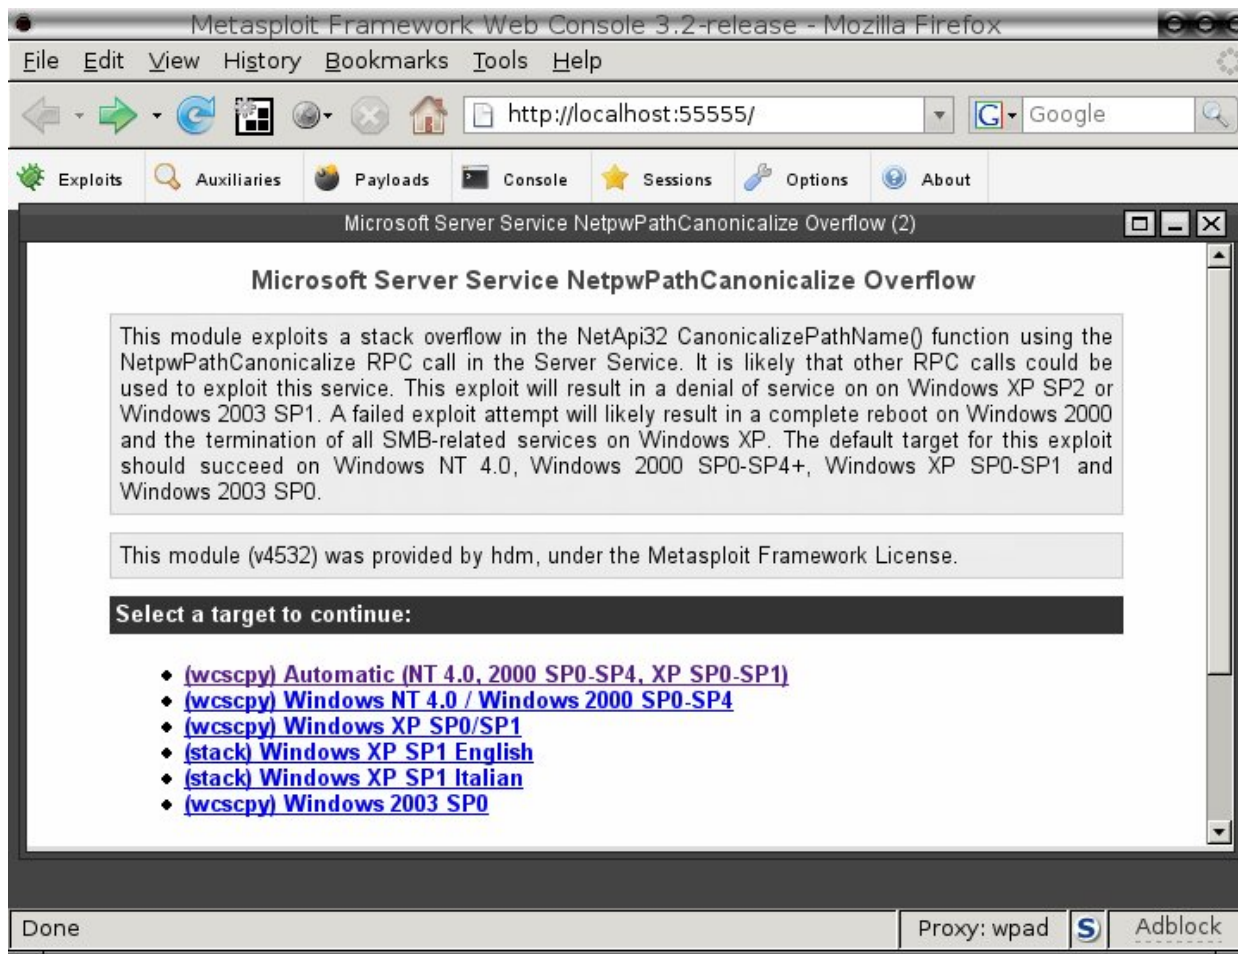 Metasploit Framework Web Console 3.2-release - Mozilla Firefox
File Edit View History Bookmarks Tools Help
http://localhost:55555/
G Google
Exploits Auxiliaries Payloads Console Sessions Options About
Microsoft Server Service NetpwPathCanonicalize Overflow (2)
Microsoft Server Service NetpwPathCanonicalize Overflow
This module exploits a stack overflow in the NetApi32 CanonicalizePathName() function using the
NetpwPathCanonicalize RPC call in the Server Service. It is likely that other RPC calls could be
used to exploit this service. This exploit will result in a denial of service on on Windows XP SP2 or
Windows 2003 SP1. A failed exploit attempt will likely result in a complete reboot on Windows 2000
and the termination of all SMB-related services on Windows XP. The default target for this exploit
should succeed on Windows NT 4.0, Windows 2000 SP0-SP4+, Windows XP SP0-SP1 and
Windows 2003 SP0.
This module (v4532) was provided by hdm, under the Metasploit Framework License.
Select a target to continue:
(wcscpy) Automatic (NT 4.0, 2000 SP0-SP4, XP SP0-SP1)
(wcscpy) Windows NT 4.0 / Windows 2000 SP0-SP4
(wcscpy) Windows XP SP0/SP1
(stack) Windows XP SP1 English
(stack) Windows XP SP1 Italian
(wcscpy) Windows 2003 SP0
Done Proxy: wpad S Adblock